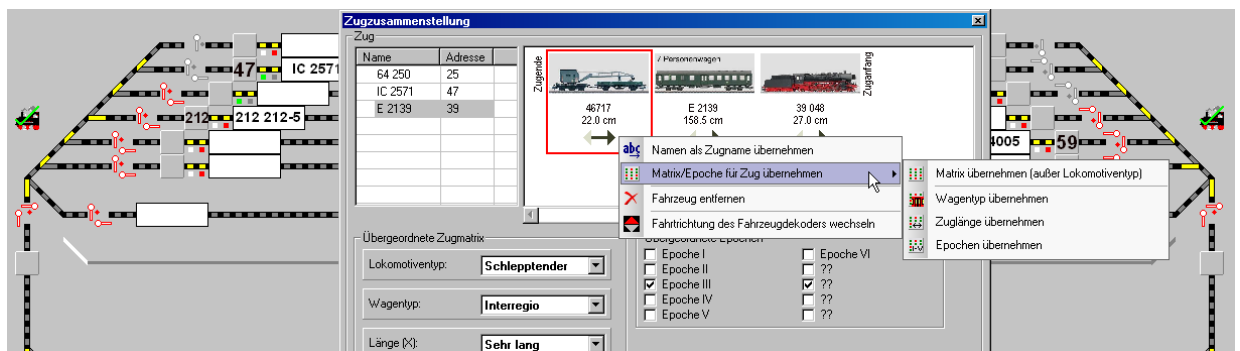 Zugzusammenstellung
Zug
Name Adresse
64 250 25
IC 2571 47
E 2139 39
Zugende
7 Personenwagen
Zuganfang
46717
22.0 cm
E 2139
158.5 cm
39 048
27.0 cm
47 IC 2571
212 212 212-5
4005 59
abc Namen als Zugname übernehmen
Matrix/Epoche für Zug übernehmen
Fahrzeug entfernen
Fahrtrichtung des Fahrzeugdekoders wechseln
Matrix übernehmen (außer Lokomotiventyp)
Wagentyp übernehmen
Zuglänge übernehmen
Epochen übernehmen
Übergeordnete Zugmatrix
Lokomotiventyp: Schlepptender
Wagentyp: Interregio
Länge (X): Sehr lang
Übergeordnete Epochen
Epoche I Epoche VI
Epoche II ??
Epoche III ??
Epoche IV ??
Epoche V ??